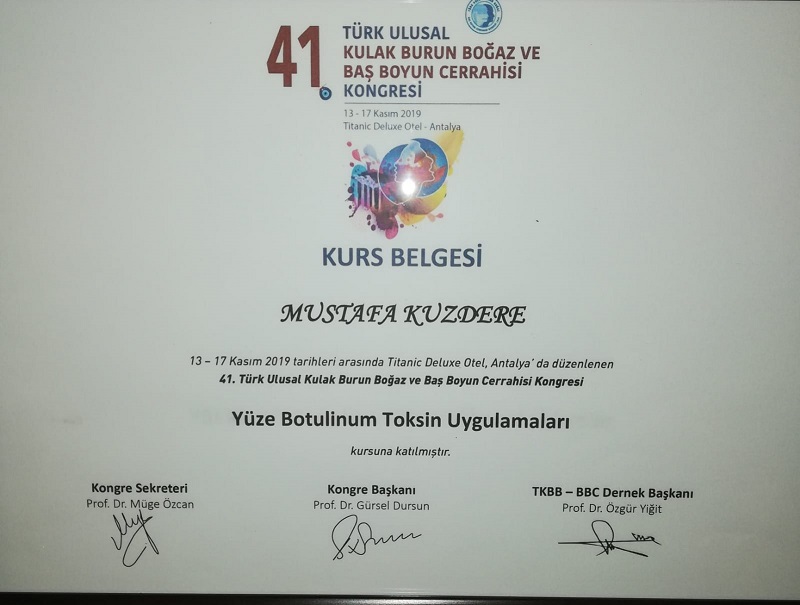 41.
TÜRK ULUSAL
KULAK BURUN BOĞAZ VE
BAŞ BOYUN CERRAHİSİ
KONGRESİ
13 - 17 Kasım 2019
Titanic Deluxe Otel - Antalya
KURS BELGESİ
MUSTAFA KUZDERE
13 – 17 Kasım 2019 tarihleri arasında Titanic Deluxe Otel, Antalya' da düzenlenen
41. Türk Ulusal Kulak Burun Boğaz ve Baş Boyun Cerrahisi Kongresi
Yüze Botulinum Toksin Uygulamaları
kursuna katılmıştır.
Kongre Sekreteri
Prof. Dr. Müge Özcan
Kongre Başkanı
Prof. Dr. Gürsel Dursun
TKBB – BBC Dernek Başkanı
Prof. Dr. Özgür Yiğit